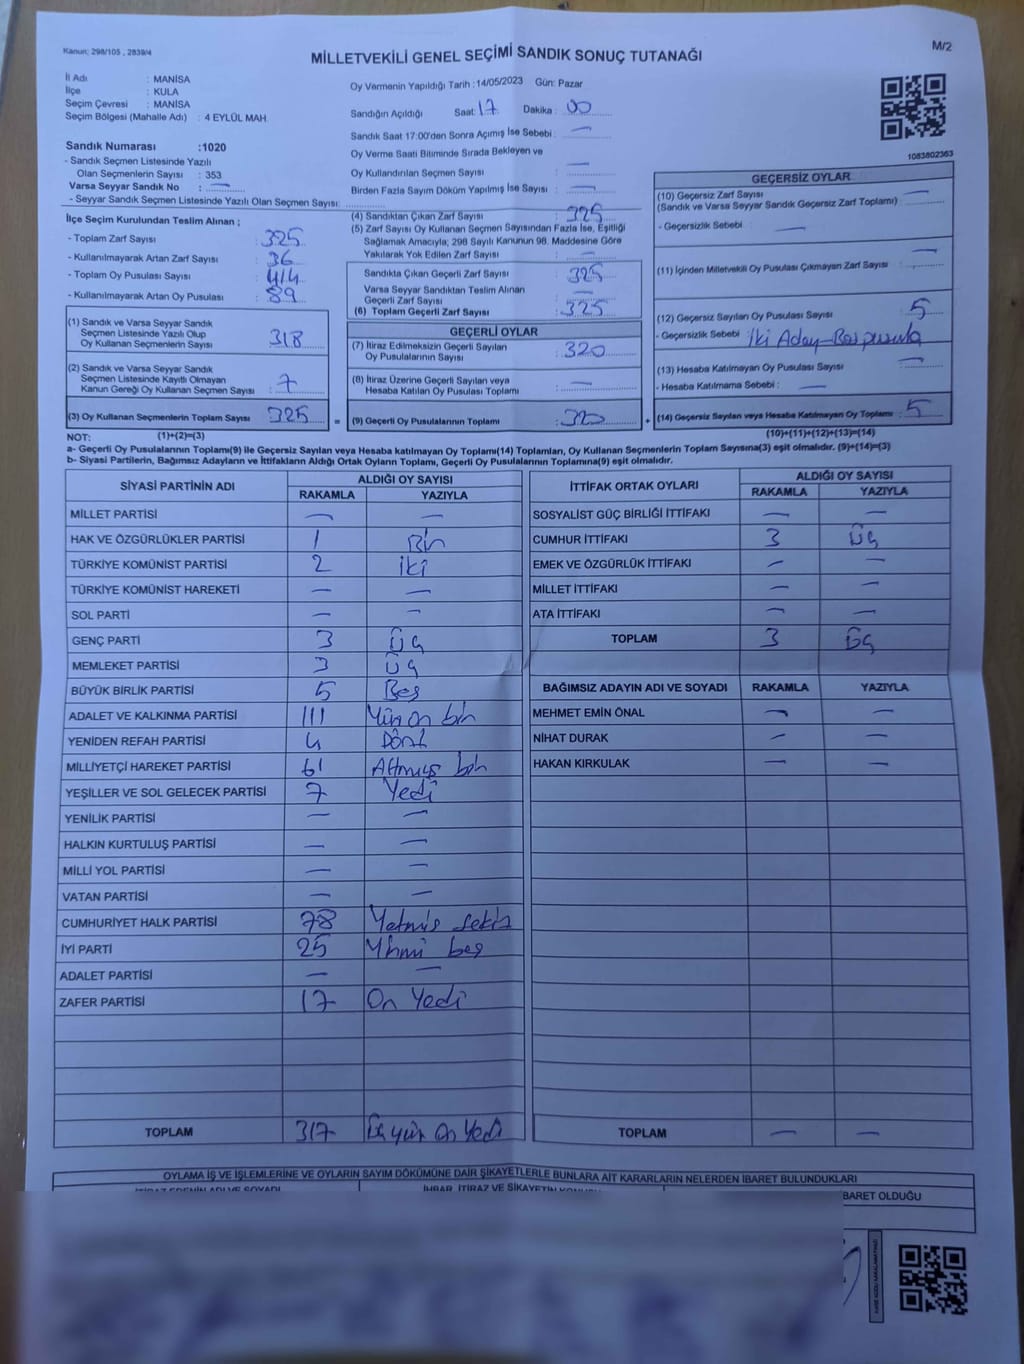 Kanun: 298/105 , 2839/4
M/2
MİLLETVEKİLİ GENEL SEÇİMİ SANDIK SONUÇ TUTANAĞI
İl Adı : MANİSA
İlçe : KULA
Seçim Çevresi : MANİSA
Seçim Bölgesi (Mahalle Adı) : 4 EYLÜL MAH.
Sandık Numarası :1020
- Sandık Seçmen Listesinde Yazılı
Olan Seçmenlerin Sayısı : 353
Varsa Seyyar Sandık No : —
- Seyyar Sandık Seçmen Listesinde Yazılı Olan Seçmen Sayısı:
Oy Vermenin Yapıldığı Tarih : 14/05/2023 Gün: Pazar
Sandığın Açıldığı Saat: 17 Dakika : 00
Sandık Saat 17:00'den Sonra Açımış İse Sebebi : —
Oy Verme Saati Bitiminde Sırada Bekleyen ve
Oy Kullandırılan Seçmen Sayısı : —
Birden Fazla Sayım Döküm Yapılmış İse Sayısı : —
1083802363
İlçe Seçim Kurulundan Teslim Alınan ;
- Toplam Zarf Sayısı : 325
- Kullanılmayarak Artan Zarf Sayısı : 36
- Toplam Oy Pusulası Sayısı : 414
- Kullanılmayarak Artan Oy Pusulası : 89
(1) Sandık ve Varsa Seyyar Sandık
Seçmen Listesinde Yazılı Olup
Oy Kullanan Seçmenlerin Sayısı : 318
(2) Sandık ve Varsa Seyyar Sandık
Seçmen Listesinde Kayıtlı Olmayan
Kanun Gereği Oy Kullanan Seçmen Sayısı : 7
(3) Oy Kullanan Seçmenlerin Toplam Sayısı : 325 =
(4) Sandıktan Çıkan Zarf Sayısı : 325
(5) Zarf Sayısı Oy Kullanan Seçmen Sayısından Fazla İse, Eşitliği
Sağlamak Amacıyla; 298 Sayılı Kanunun 98. Maddesine Göre
Yakılarak Yok Edilen Zarf Sayısı : —
Sandıkta Çıkan Geçerli Zarf Sayısı : 325
Varsa Seyyar Sandıktan Teslim Alınan
Geçerli Zarf Sayısı : —
(6) Toplam Geçerli Zarf Sayısı : 325
GEÇERLİ OYLAR
(7) İtiraz Edilmeksizin Geçerli Sayılan
Oy Pusulalarının Sayısı : 320
(8) İtiraz Üzerine Geçerli Sayılan veya
Hesaba Katılan Oy Pusulaları Toplamı : —
(9) Geçerli Oy Pusulalarının Toplamı : 320 +
GEÇERSİZ OYLAR
(10) Geçersiz Zarf Sayısı
(Sandık ve Varsa Seyyar Sandık Geçersiz Zarf Toplamı) : —
- Geçersizlik Sebebi : —
(11) İçinden Milletvekili Oy Pusulası Çıkmayan Zarf Sayısı : —
(12) Geçersiz Sayılan Oy Pusulası Sayısı : 5
- Geçersizlik Sebebi : İki Aday - Boş pusula
(13) Hesaba Katılmayan Oy Pusulası Sayısı : —
- Hesaba Katılmama Sebebi : —
(14) Geçersiz Sayılan veya Hesaba Katılmayan Oy Toplamı : 5
NOT: (1)+(2)=(3) (10)+(11)+(12)+(13)=(14)
a- Geçerli Oy Pusulalarının Toplamı(9) ile Geçersiz Sayılan veya Hesaba katılmayan Oy Toplamı(14) Toplamları, Oy Kullanan Seçmenlerin Toplam Sayısına(3) eşit olmalıdır. (9)+(14)=(3)
b- Siyasi Partilerin, Bağımsız Adayların ve İttifakların Aldığı Ortak Oyların Toplamı, Geçerli Oy Pusulalarının Toplamına(9) eşit olmalıdır.
SİYASİ PARTİNİN ADI ALDIĞI OY SAYISI
RAKAMLA YAZIYLA
MİLLET PARTİSİ — —
HAK VE ÖZGÜRLÜKLER PARTİSİ 1 Bir
TÜRKİYE KOMÜNİST PARTİSİ 2 İki
TÜRKİYE KOMÜNİST HAREKETİ — —
SOL PARTİ — —
GENÇ PARTİ 3 Üç
MEMLEKET PARTİSİ 3 Üç
BÜYÜK BİRLİK PARTİSİ 5 Beş
ADALET VE KALKINMA PARTİSİ 111 Yüz on bir
YENİDEN REFAH PARTİSİ 4 Dört
MİLLİYETÇİ HAREKET PARTİSİ 61 Altmış bir
YEŞİLLER VE SOL GELECEK PARTİSİ 7 Yedi
YENİLİK PARTİSİ — —
HALKIN KURTULUŞ PARTİSİ — —
MİLLİ YOL PARTİSİ — —
VATAN PARTİSİ — —
CUMHURİYET HALK PARTİSİ 78 Yetmiş sekiz
İYİ PARTİ 25 Yirmi beş
ADALET PARTİSİ — —
ZAFER PARTİSİ 17 On Yedi
TOPLAM 317 Üç yüz On Yedi
İTTİFAK ORTAK OYLARI ALDIĞI OY SAYISI
RAKAMLA YAZIYLA
SOSYALİST GÜÇ BİRLİĞİ İTTİFAKI — —
CUMHUR İTTİFAKI 3 Üç
EMEK VE ÖZGÜRLÜK İTTİFAKI — —
MİLLET İTTİFAKI — —
ATA İTTİFAKI — —
TOPLAM 3 Üç
BAĞIMSIZ ADAYIN ADI VE SOYADI RAKAMLA YAZIYLA
MEHMET EMİN ÖNAL — —
NİHAT DURAK — —
HAKAN KIRKULAK — —
TOPLAM — —
OYLAMA İŞ VE İŞLEMLERİNE VE OYLARIN SAYIM DÖKÜMÜNE DAİR ŞİKAYETLERLE BUNLARA AİT KARARLARIN NELERDEN İBARET BULUNDUKLARI
BARET OLDUĞU